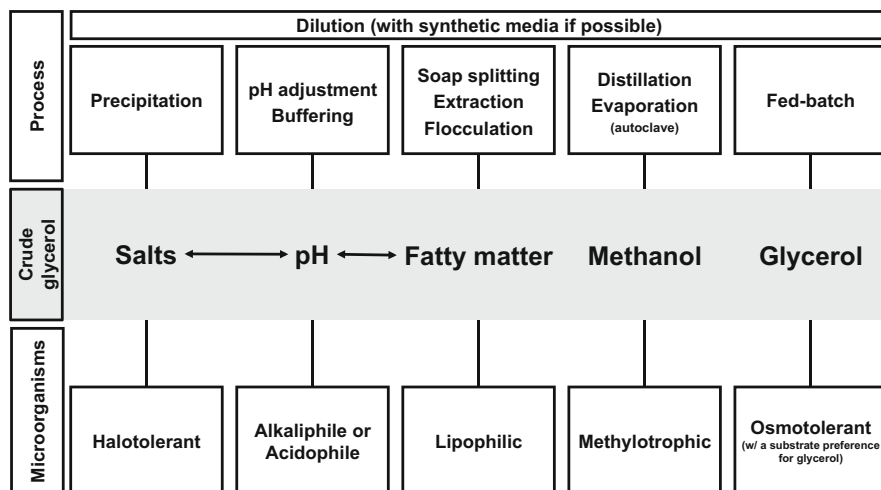 Dilution (with synthetic media if possible)
Process
Precipitation
pH adjustment
Buffering
Soap splitting
Extraction
Flocculation
Distillation
Evaporation
(autoclave)
Fed-batch
Crude
glycerol
Salts
pH
Fatty matter
Methanol
Glycerol
Microorganisms
Halotolerant
Alkaliphile or
Acidophile
Lipophilic
Methylotrophic
Osmotolerant
(w/ a substrate preference
for glycerol)